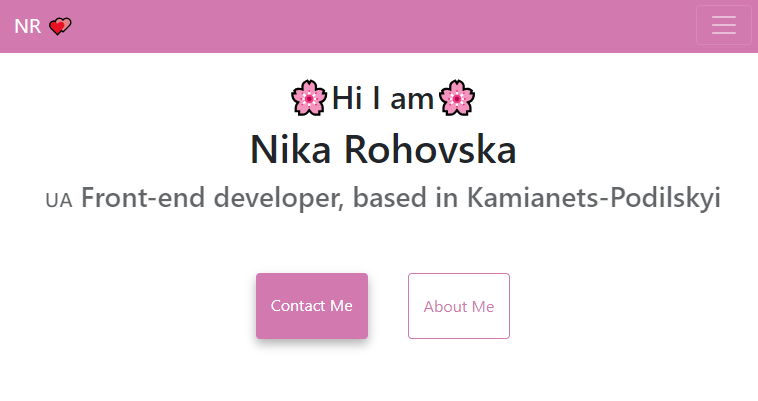 NR 💕
🌸Hi I am🌸
Nika Rohovska
UA Front-end developer, based in Kamianets-Podilskyi
Contact Me
About Me